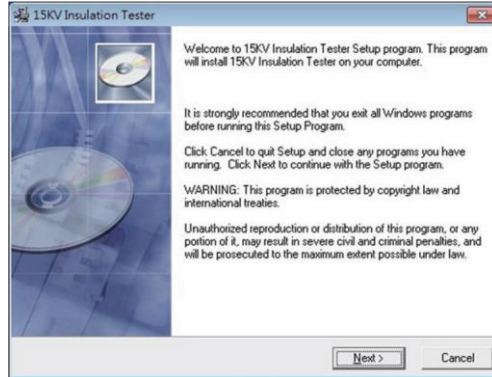 15KV Insulation Tester
Welcome to 15KV Insulation Tester Setup program. This program
will install 15KV Insulation Tester on your computer.
It is strongly recommended that you exit all Windows programs
before running this Setup Program.
Click Cancel to quit Setup and close any programs you have
running. Click Next to continue with the Setup program.
WARNING: This program is protected by copyright law and
international treaties.
Unauthorized reproduction or distribution of this program, or any
portion of it, may result in severe civil and criminal penalties, and
will be prosecuted to the maximum extent possible under law.
Next >
Cancel